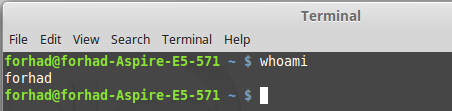 Terminal
File Edit View Search Terminal Help
forhad@forhad-Aspire-E5-571 ~ $ whoami
forhad
forhad@forhad-Aspire-E5-571 ~ $